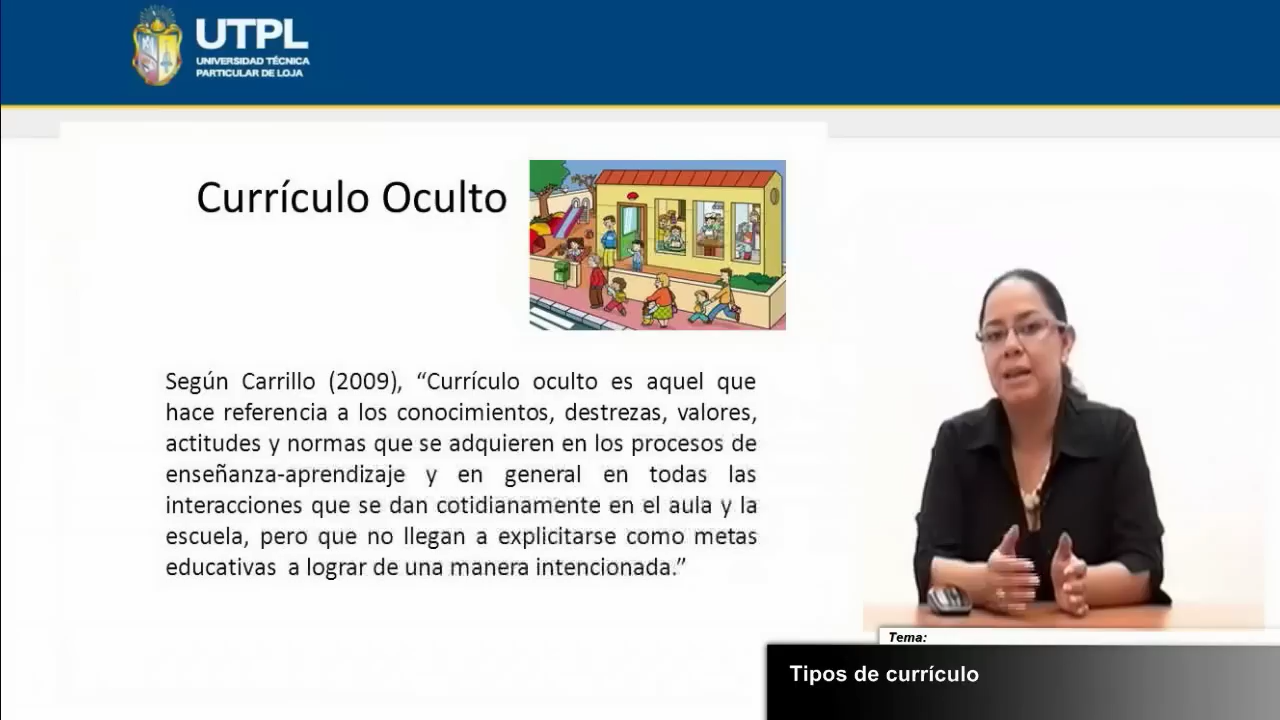 UTPL
UNIVERSIDAD TÉCNICA
PARTICULAR DE LOJA
Currículo Oculto
Según Carrillo (2009), “Currículo oculto es aquel que
hace referencia a los conocimientos, destrezas, valores,
actitudes y normas que se adquieren en los procesos de
enseñanza-aprendizaje y en general en todas las
interacciones que se dan cotidianamente en el aula y la
escuela, pero que no llegan a explicitarse como metas
educativas a lograr de una manera intencionada.”
Tema:
Tipos de currículo